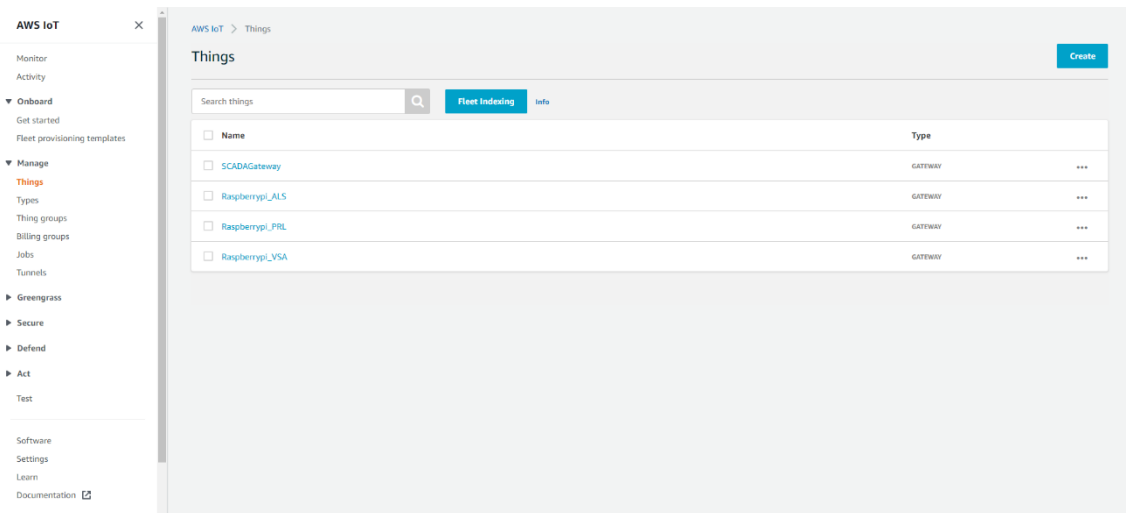 AWS IoT
Monitor
Activity
Onboard
Get started
Fleet provisioning templates
Manage
Things
Types
Thing groups
Billing groups
Jobs
Tunnels
Greengrass
Secure
Defend
Act
Test
Software
Settings
Learn
Documentation
AWS IoT > Things
Things
Create
Search things
Fleet Indexing
Info
Name Type
SCADAGateway GATEWAY
Raspberrypi_ALS GATEWAY
Raspberrypi_PRL GATEWAY
Raspberrypi_VSA GATEWAY